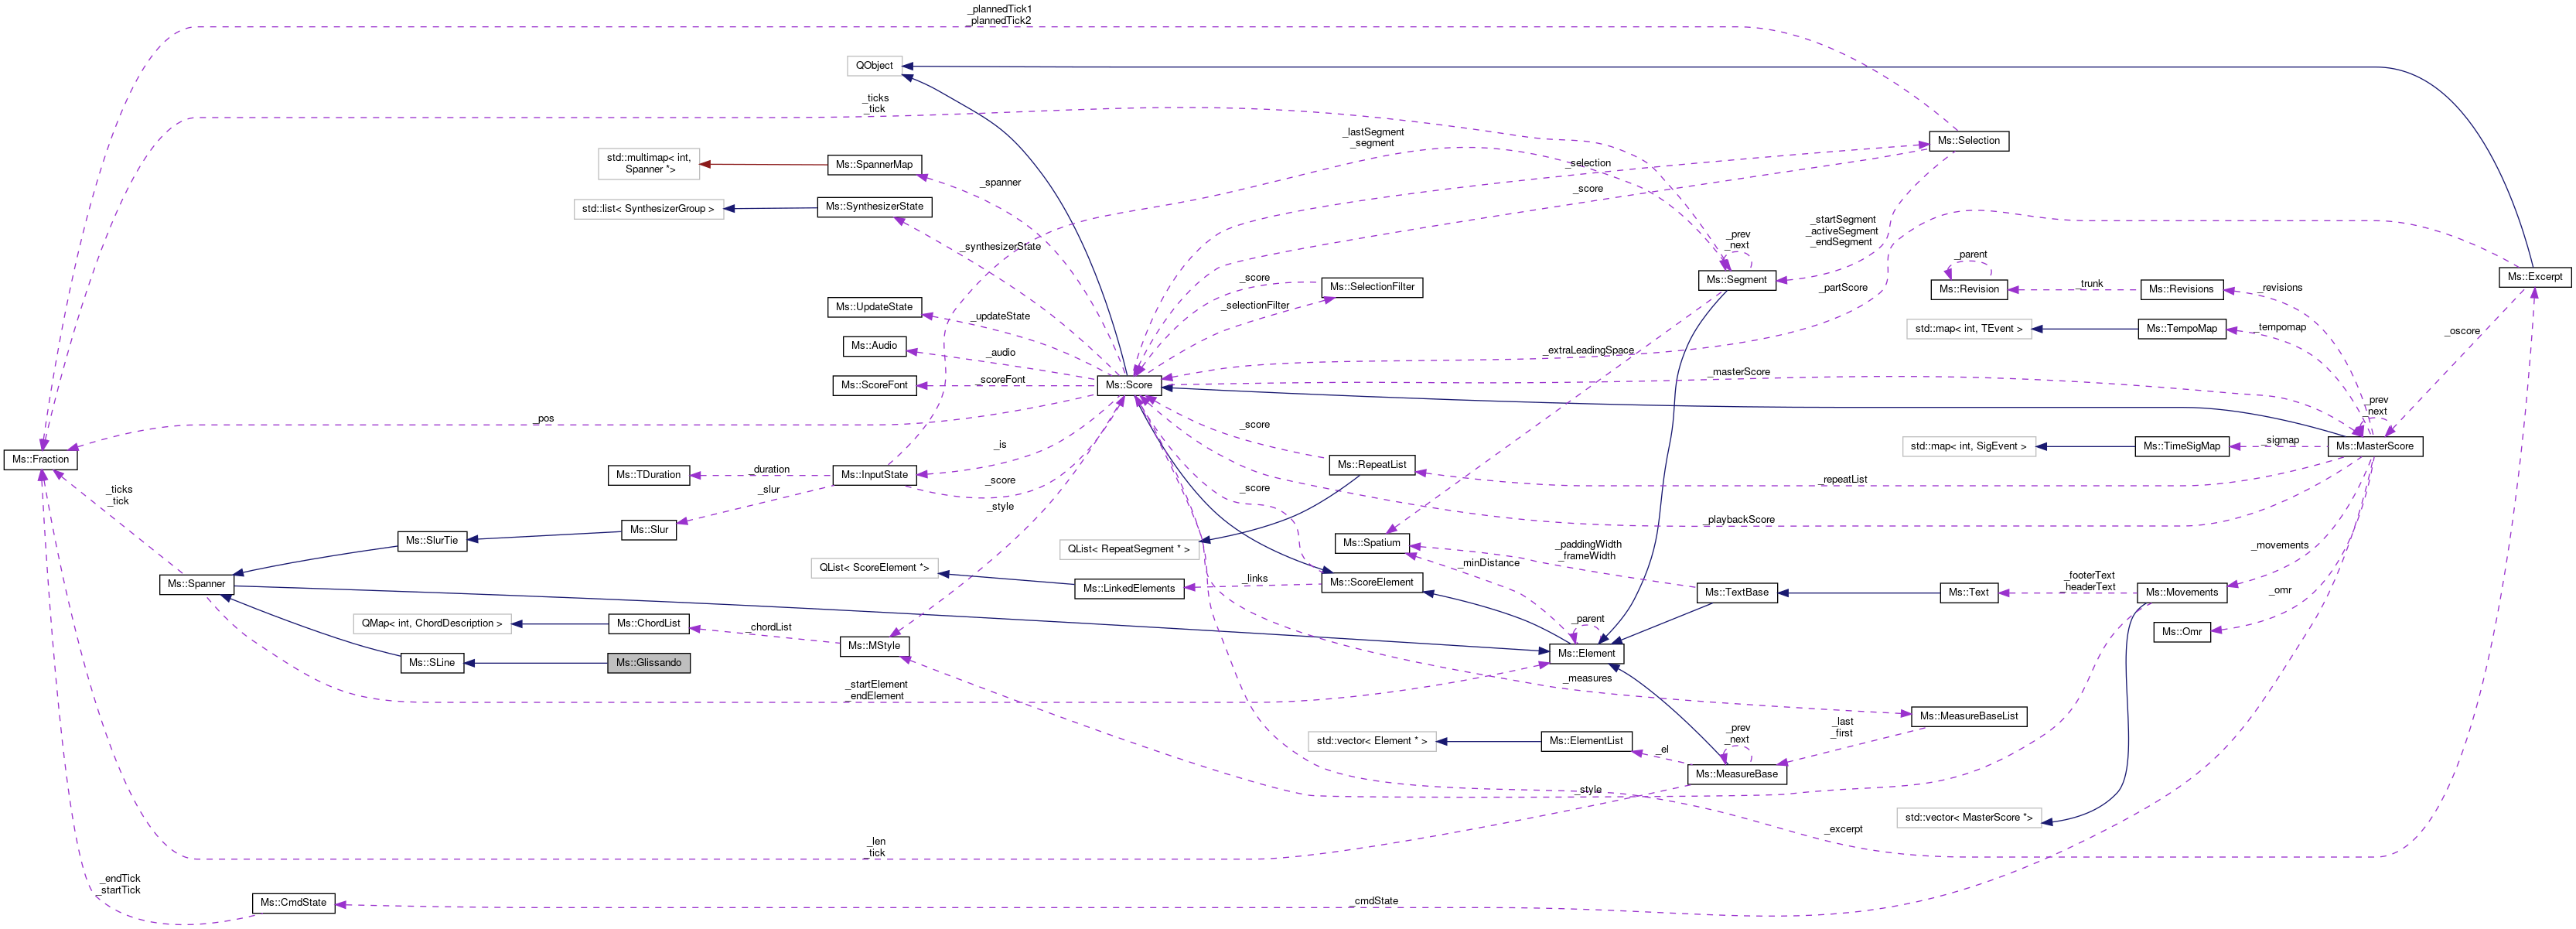 _plannedTick1
_plannedTick2
QObject
_ticks
_tick
_lastSegment
_segment
Ms::Selection
std::multimap< int,
Spanner *>
Ms::SpannerMap
_selection
_spanner
_score
std::list< SynthesizerGroup >
Ms::SynthesizerState
_startSegment
_activeSegment
_endSegment
_synthesizerState
_prev
_next
_parent
Ms::Segment
Ms::Excerpt
_score
Ms::SelectionFilter
_partScore
Ms::Revision
_trunk
Ms::Revisions
_revisions
Ms::UpdateState
_updateState
_selectionFilter
std::map< int, TEvent >
Ms::TempoMap
_tempomap
_oscore
Ms::Audio
_audio
_extraLeadingSpace
Ms::ScoreFont
_scoreFont
Ms::Score
_masterScore
_prev
_next
_pos
_is
_score
std::map< int, SigEvent >
Ms::TimeSigMap
_sigmap
Ms::MasterScore
Ms::Fraction
Ms::TDuration
_duration
Ms::InputState
_score
Ms::RepeatList
_repeatList
_ticks
_tick
_slur
_style
_score
Ms::Slur
_playbackScore
Ms::SlurTie
QList< RepeatSegment * >
Ms::Spatium
_paddingWidth
_frameWidth
_movements
_minDistance
Ms::Spanner
QList< ScoreElement *>
_links
Ms::LinkedElements
Ms::ScoreElement
Ms::TextBase
Ms::Text
_footerText
_headerText
Ms::Movements
_omr
QMap< int, ChordDescription >
Ms::ChordList
_chordList
_parent
Ms::Omr
Ms::MStyle
Ms::Element
Ms::SLine
Ms::Glissando
_startElement
_endElement
_measures
Ms::MeasureBaseList
_last
_first
std::vector< Element * >
Ms::ElementList
_el
_prev
_next
Ms::MeasureBase
_style
std::vector< MasterScore *>
_excerpt
_len
_tick
_endTick
_startTick
Ms::CmdState
_cmdState